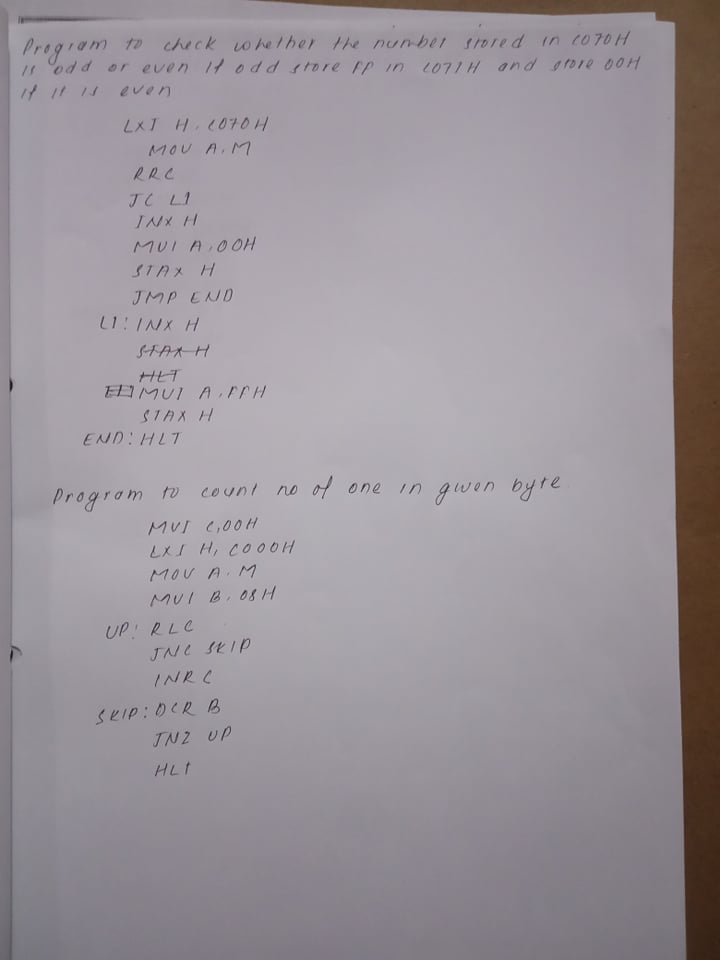 Program to check whether the number stored in C070H
is odd or even if odd store FF in C071H and store 00H
if it is even
LXI H, C070H
MOV A, M
RRC
JC L1
INX H
MVI A, 00H
STAX H
JMP END
L1: INX H
STAX H
HLT
MVI A, FFH
STAX H
END: HLT
Program to count no of one in given byte
MVI C, 00H
LXI H, C000H
MOV A, M
MVI B, 08H
UP: RLC
JNC SKIP
INR C
SKIP: DCR B
JNZ UP
HLT